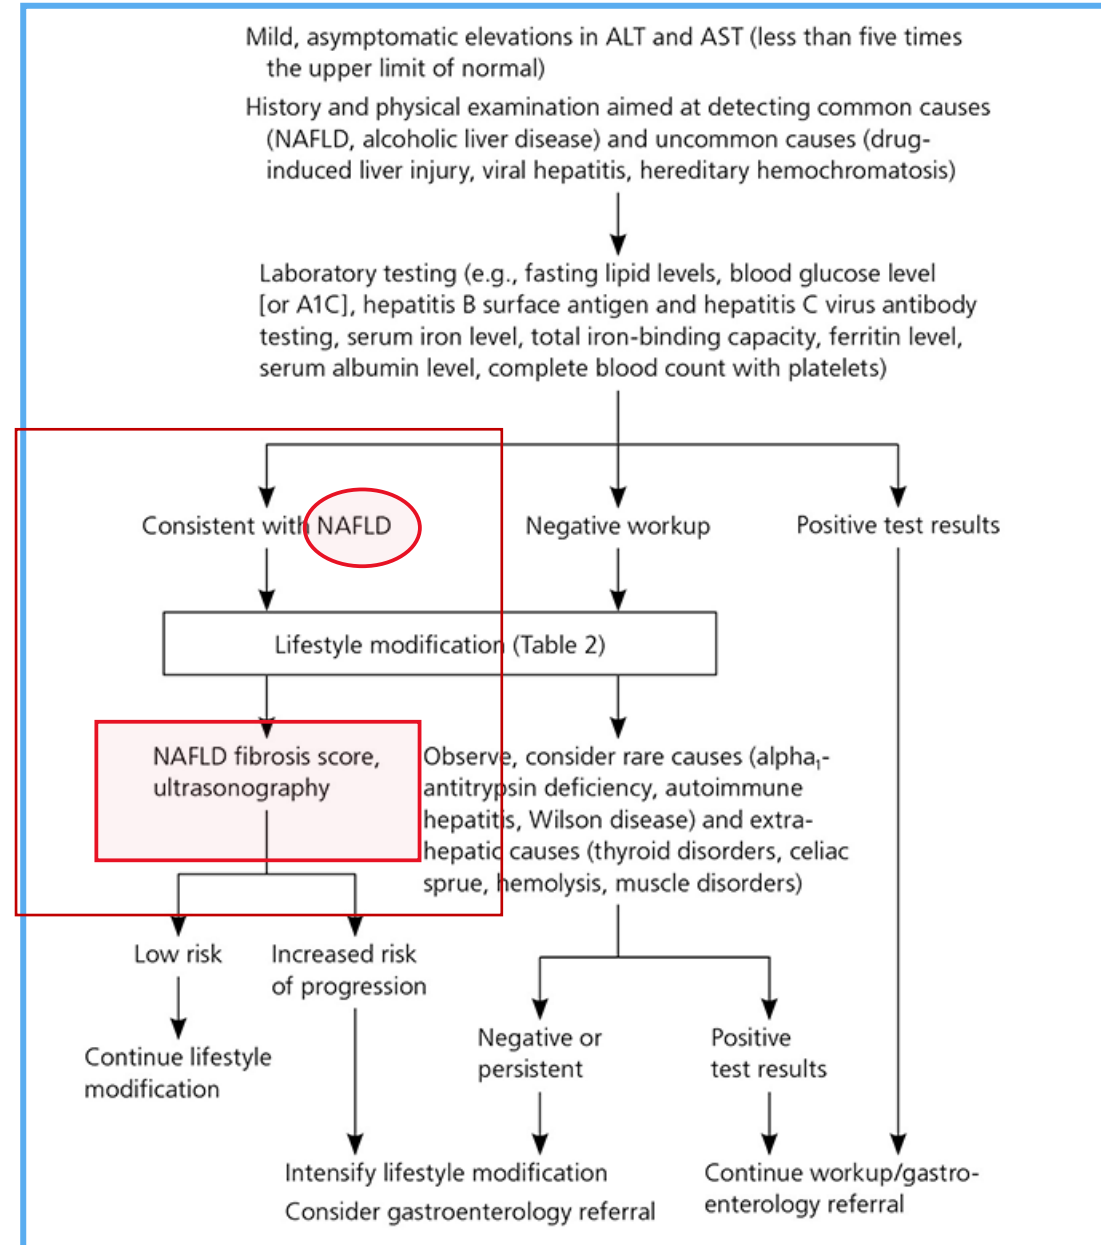 Mild, asymptomatic elevations in ALT and AST (less than five times
the upper limit of normal)
History and physical examination aimed at detecting common causes
(NAFLD, alcoholic liver disease) and uncommon causes (drug-
induced liver injury, viral hepatitis, hereditary hemochromatosis)
Laboratory testing (e.g., fasting lipid levels, blood glucose level
[or A1C], hepatitis B surface antigen and hepatitis C virus antibody
testing, serum iron level, total iron-binding capacity, ferritin level,
serum albumin level, complete blood count with platelets)
Consistent with NAFLD
Negative workup
Positive test results
Lifestyle modification (Table 2)
NAFLD fibrosis score,
ultrasonography
Observe, consider rare causes (alpha₁-
antitrypsin deficiency, autoimmune
hepatitis, Wilson disease) and extra-
hepatic causes (thyroid disorders, celiac
sprue, hemolysis, muscle disorders)
Low risk
Increased risk
of progression
Continue lifestyle
modification
Negative or
persistent
Positive
test results
Intensify lifestyle modification
Consider gastroenterology referral
Continue workup/gastro-
enterology referral